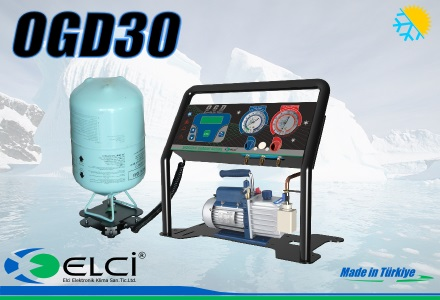 OGD30
ELCi
Elci Elektronik Klima San.Tic.Ltd.
Made in Türkiye